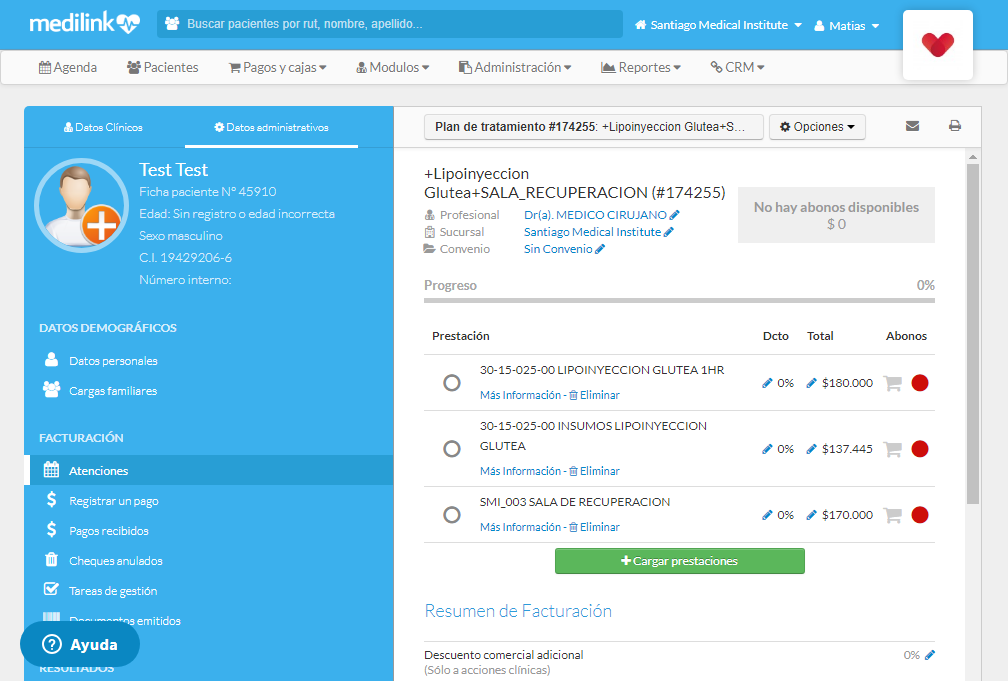 medilink
Buscar pacientes por rut, nombre, apellido...
Santiago Medical Institute
Matias
Agenda
Pacientes
Pagos y cajas
Modulos
Administración
Reportes
CRM
Datos Clínicos
Datos administrativos
Test Test
Ficha paciente N° 45910
Edad: Sin registro o edad incorrecta
Sexo masculino
C.I. 19429206-6
Número interno:
DATOS DEMOGRÁFICOS
Datos personales
Cargas familiares
FACTURACIÓN
Atenciones
Registrar un pago
Pagos recibidos
Cheques anulados
Tareas de gestión
Documentos emitidos
RESULTADOS
Ayuda
Plan de tratamiento #174255: +Lipoinyeccion Glutea+S...
Opciones
+Lipoinyeccion
Glutea+SALA_RECUPERACION (#174255)
Profesional Dr(a). MEDICO CIRUJANO
Sucursal Santiago Medical Institute
Convenio Sin Convenio
No hay abonos disponibles
$ 0
Progreso 0%
Prestación Dcto Total Abonos
30-15-025-00 LIPOINYECCION GLUTEA 1HR
Más Información - Eliminar
0% $180.000
30-15-025-00 INSUMOS LIPOINYECCION
GLUTEA
Más Información - Eliminar
0% $137.445
SMI_003 SALA DE RECUPERACION
Más Información - Eliminar
0% $170.000
Cargar prestaciones
Resumen de Facturación
Descuento comercial adicional 0%
(Sólo a acciones clínicas)